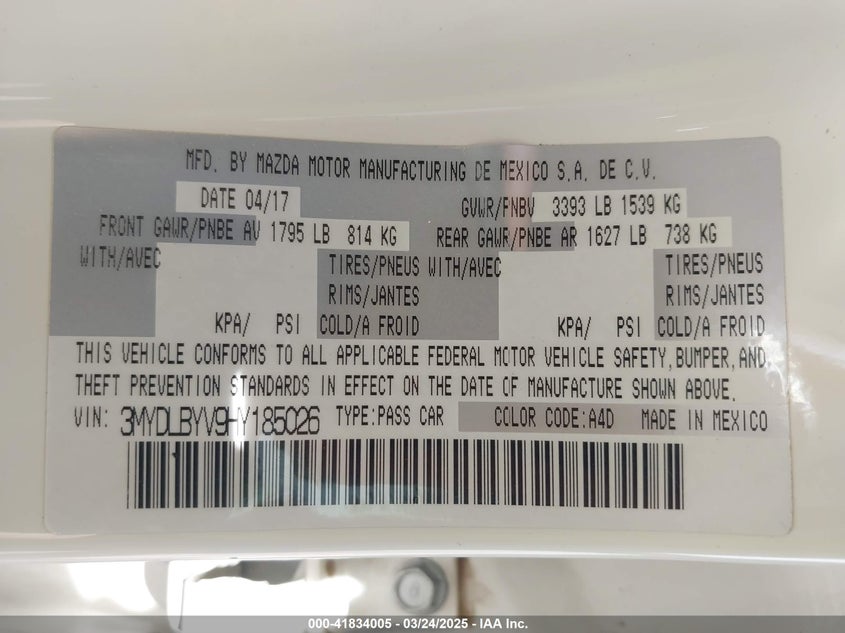 MFD. BY MAZDA MOTOR MANUFACTURING DE MEXICO S.A. DE C.V.
DATE 04/17 GVWR/PNBV 3393 LB 1539 KG
FRONT GAWR/PNBE AV 1795 LB 814 KG REAR GAWR/PNBE AR 1627 LB 738 KG
WITH/AVEC TIRES/PNEUS WITH/AVEC TIRES/PNEUS
RIMS/JANTES RIMS/JANTES
KPA/ PSI COLD/A FROID KPA/ PSI COLD/A FROID
THIS VEHICLE CONFORMS TO ALL APPLICABLE FEDERAL MOTOR VEHICLE SAFETY, BUMPER, AND
THEFT PREVENTION STANDARDS IN EFFECT ON THE DATE OF MANUFACTURE SHOWN ABOVE.
VIN: 3MYDLBYV9HY185026 TYPE:PASS CAR COLOR CODE:A4D MADE IN MEXICO
000-41834005 - 03/24/2025 - IAA Inc.